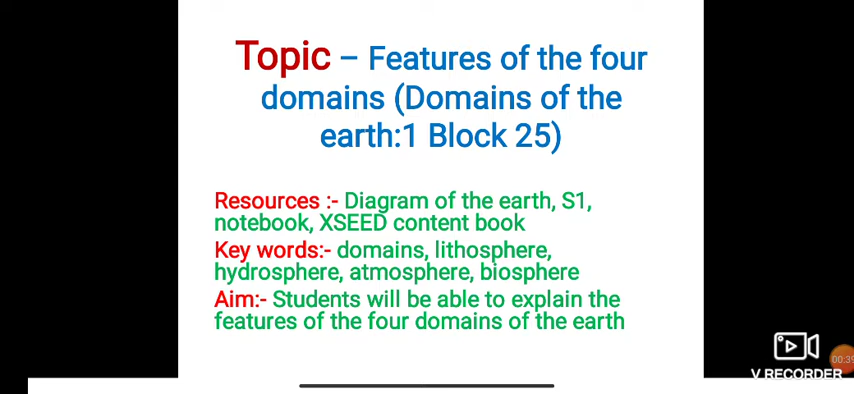 Topic – Features of the four
domains (Domains of the
earth:1 Block 25)
Resources :- Diagram of the earth, S1,
notebook, XSEED content book
Key words:- domains, lithosphere,
hydrosphere, atmosphere, biosphere
Aim:- Students will be able to explain the
features of the four domains of the earth
00:39
V RECORDER